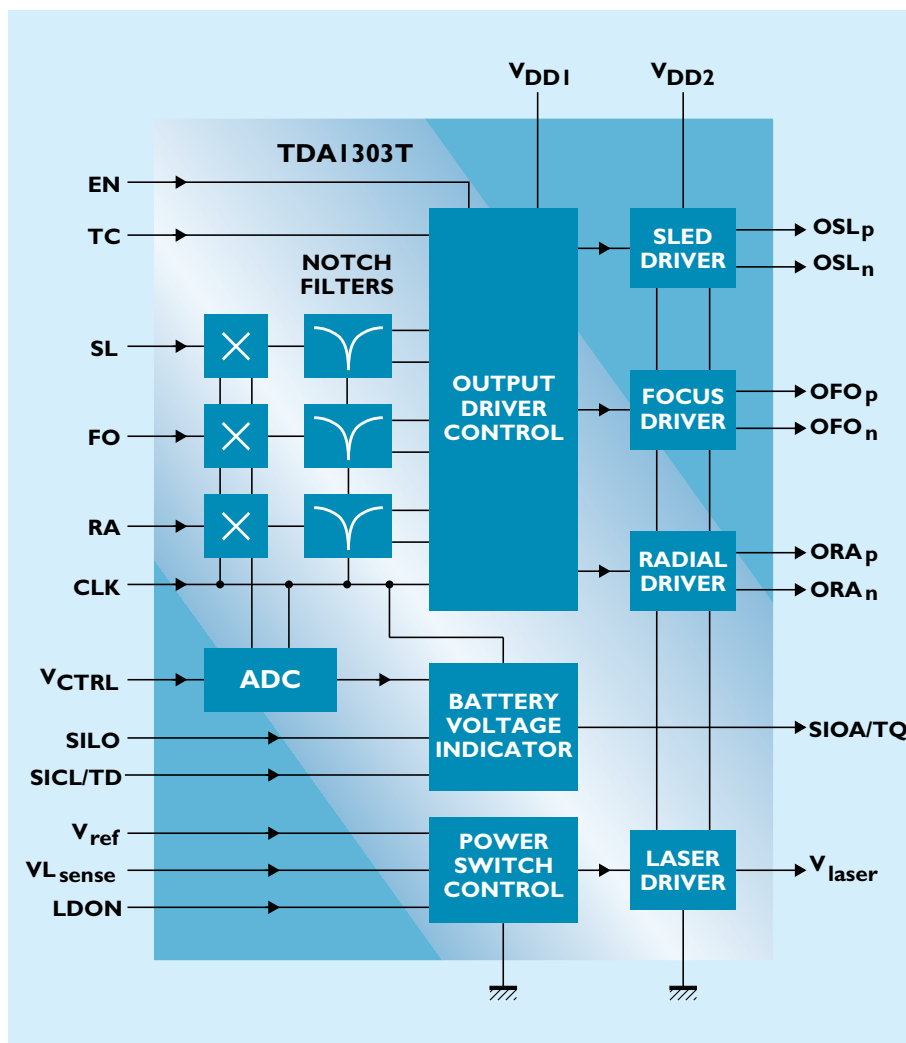 VDD1
VDD2
TDA1303T
EN
TC
NOTCH
FILTERS
SL
FO
RA
CLK
OUTPUT
DRIVER
CONTROL
SLED
DRIVER
OSLp
OSLn
FOCUS
DRIVER
OFOp
OFOn
RADIAL
DRIVER
ORAp
ORAn
VCTRL
ADC
SILO
SICL/TD
BATTERY
VOLTAGE
INDICATOR
SIOA/TQ
Vref
VLsense
LDON
POWER
SWITCH
CONTROL
LASER
DRIVER
Vlaser